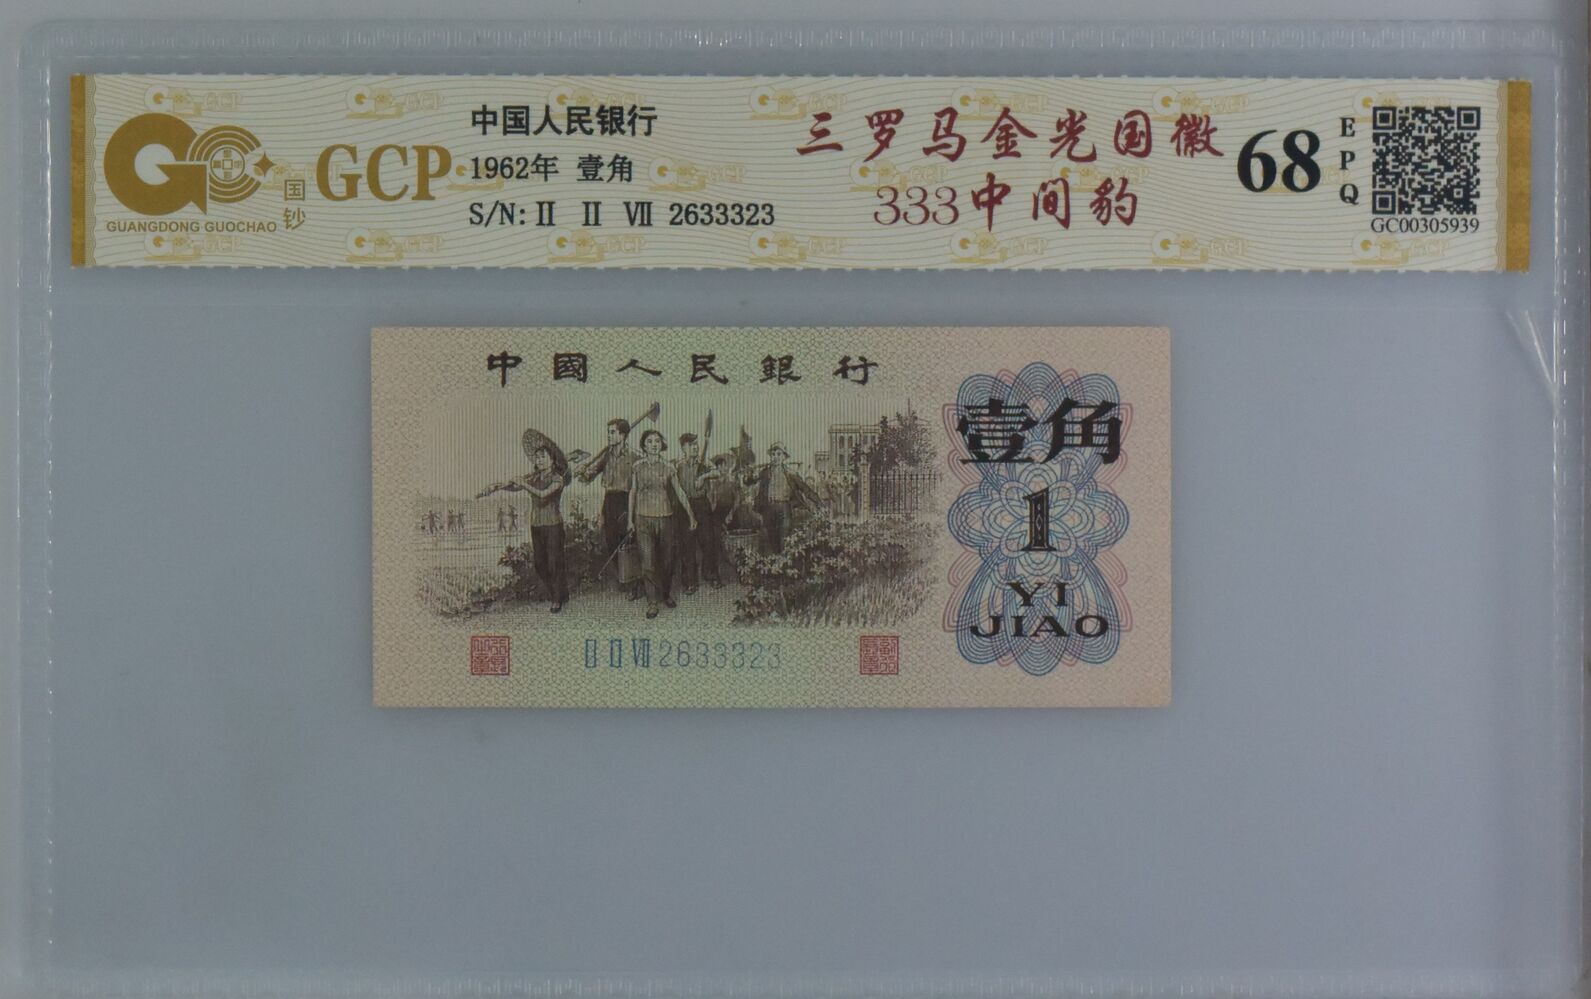 GCP
GUANGDONG GUOCHAO
国钞
中国人民银行
1962年 壹角
S/N: Ⅱ Ⅱ Ⅶ 2633323
三罗马金光国徽
333中间豹
68
EPQ
GC00305939
中國人民銀行
壹角
1
YI
JIAO
Ⅱ Ⅱ Ⅶ 2633323